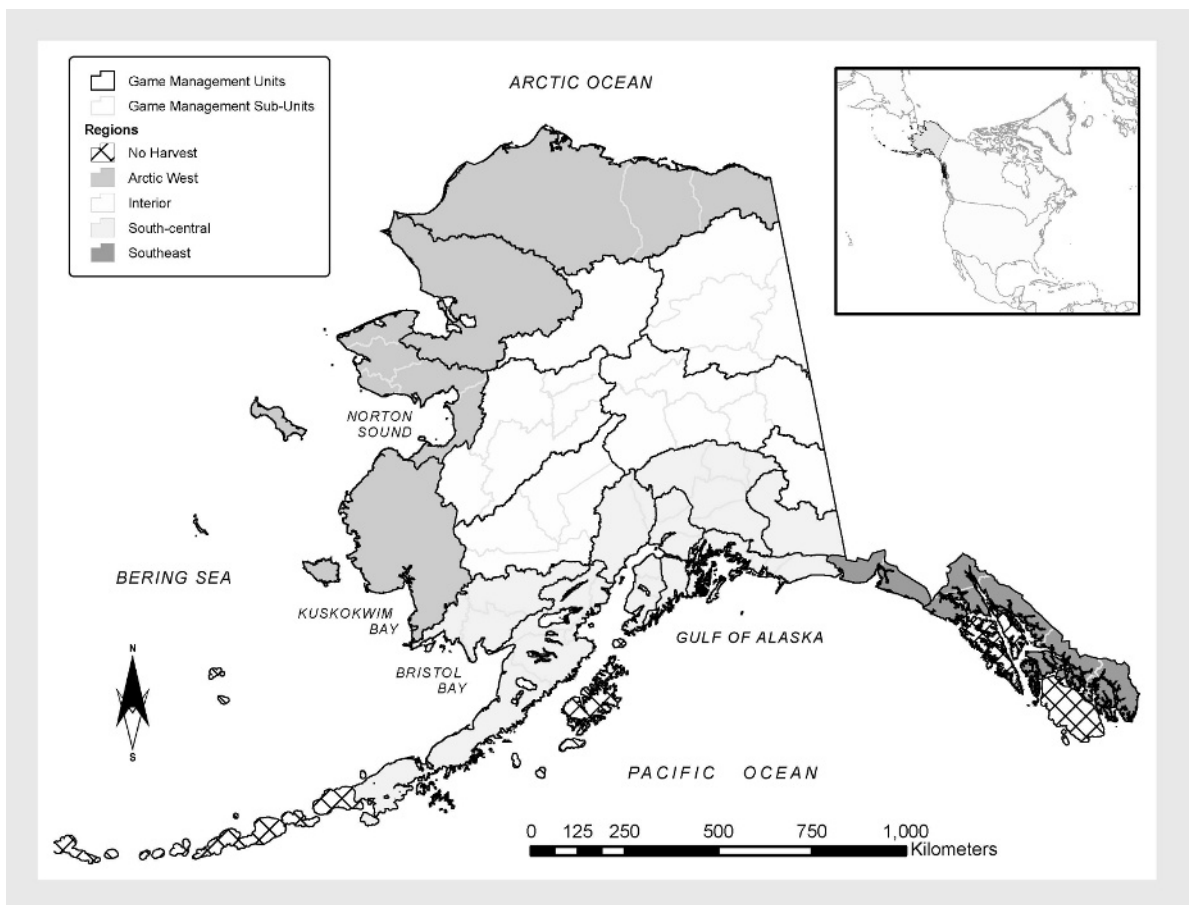 Game Management Units
Game Management Sub-Units
Regions
No Harvest
Arctic West
Interior
South-central
Southeast
ARCTIC OCEAN
NORTON
SOUND
BERING SEA
KUSKOKWIM
BAY
BRISTOL
BAY
GULF OF ALASKA
PACIFIC OCEAN
N
S
0 125 250 500 750 1,000
Kilometers